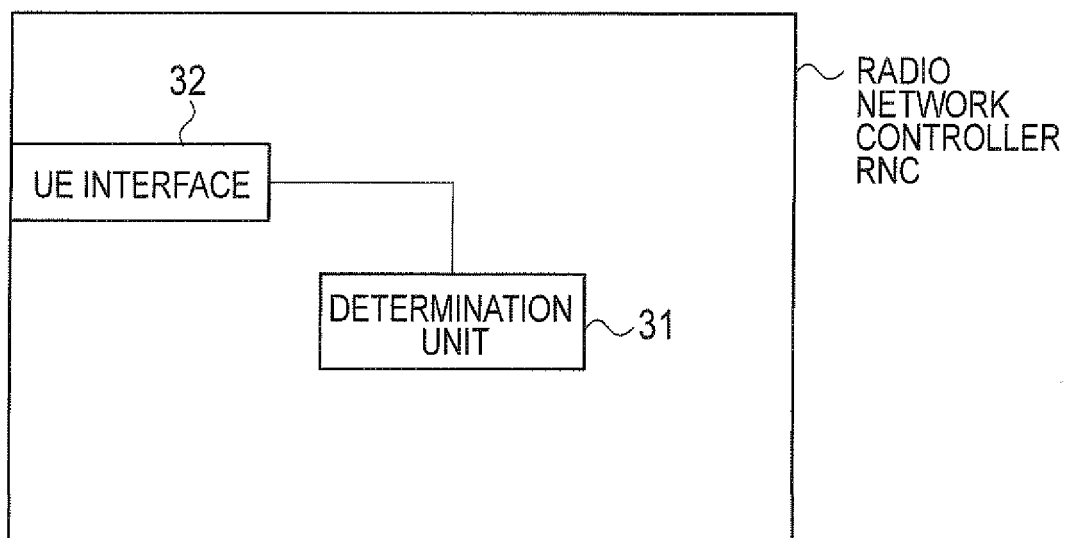 32
UE INTERFACE
DETERMINATION
UNIT
31
RADIO
NETWORK
CONTROLLER
RNC